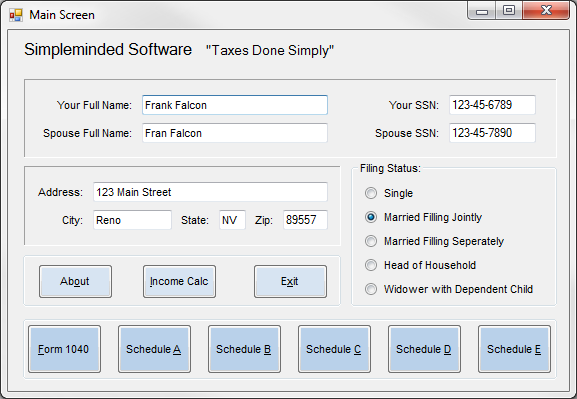 Main Screen
Simpleminded Software "Taxes Done Simply"
Your Full Name: Frank Falcon Your SSN: 123-45-6789
Spouse Full Name: Fran Falcon Spouse SSN: 123-45-7890
Filing Status:
Address: 123 Main Street
City: Reno State: NV Zip: 89557
Single
Married Filing Jointly
Married Filing Seperately
Head of Household
Widower with Dependent Child
About Income Calc Exit
Form 1040 Schedule A Schedule B Schedule C Schedule D Schedule E